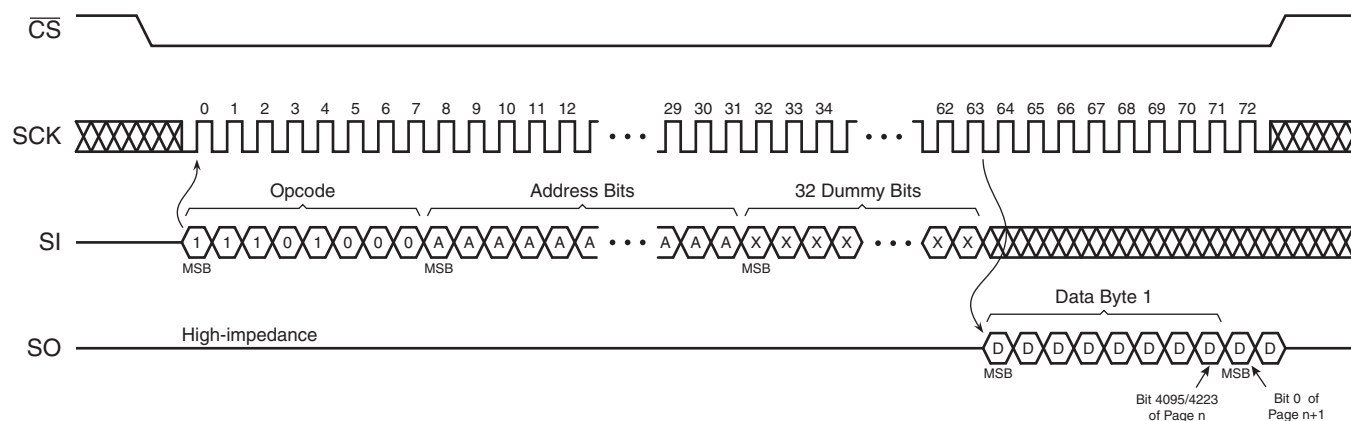 CS
SCK
0 1 2 3 4 5 6 7 8 9 10 11 12 29 30 31 32 33 34 62 63 64 65 66 67 68 69 70 71 72
Opcode Address Bits 32 Dummy Bits
SI
1 1 1 0 1 0 0 0 A A A A A A A A A X X X X X X
MSB MSB MSB
Data Byte 1
SO High-impedance
D D D D D D D D D D
MSB MSB
Bit 4095/4223 Bit 0 of
of Page n Page n+1